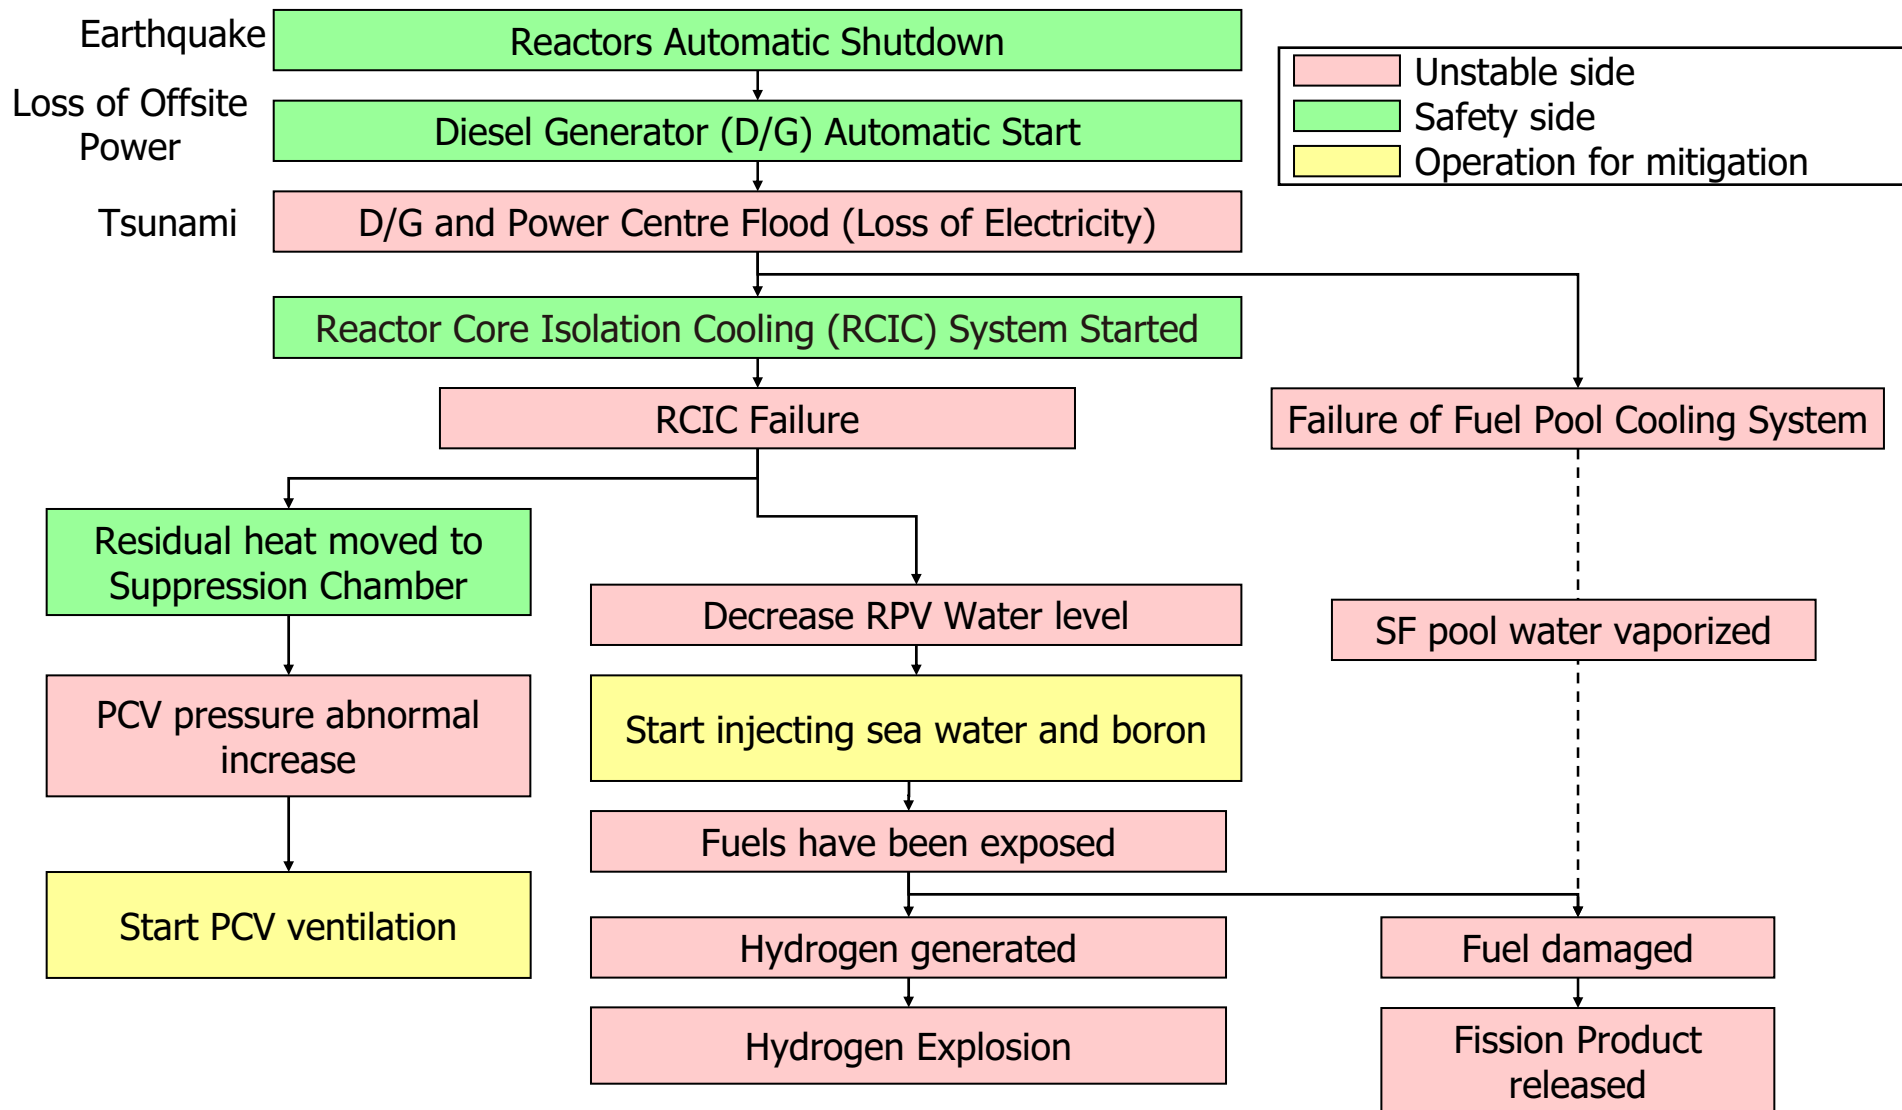 Earthquake
Reactors Automatic Shutdown
Unstable side
Safety side
Operation for mitigation
Loss of Offsite
Power
Diesel Generator (D/G) Automatic Start
Tsunami
D/G and Power Centre Flood (Loss of Electricity)
Reactor Core Isolation Cooling (RCIC) System Started
RCIC Failure
Failure of Fuel Pool Cooling System
Residual heat moved to
Suppression Chamber
Decrease RPV Water level
SF pool water vaporized
PCV pressure abnormal
increase
Start injecting sea water and boron
Fuels have been exposed
Start PCV ventilation
Hydrogen generated
Fuel damaged
Hydrogen Explosion
Fission Product
released